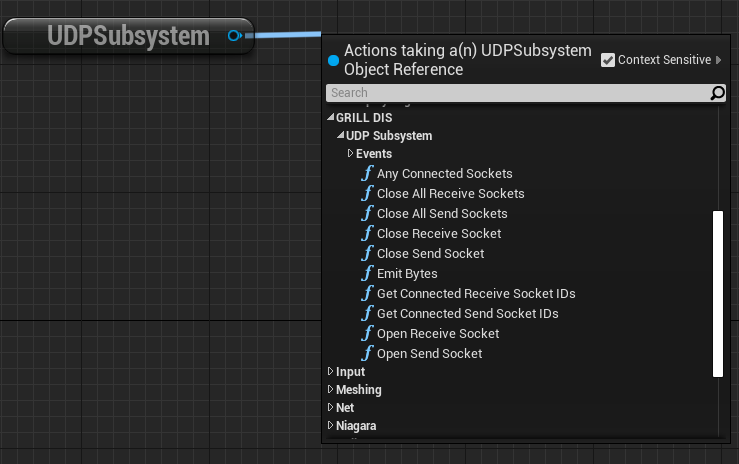 UDPSubsystem
Actions taking a(n) UDPSubsystem
Object Reference
Context Sensitive
Search
GRILL DIS
UDP Subsystem
Events
Any Connected Sockets
Close All Receive Sockets
Close All Send Sockets
Close Receive Socket
Close Send Socket
Emit Bytes
Get Connected Receive Socket IDs
Get Connected Send Socket IDs
Open Receive Socket
Open Send Socket
Input
Meshing
Net
Niagara